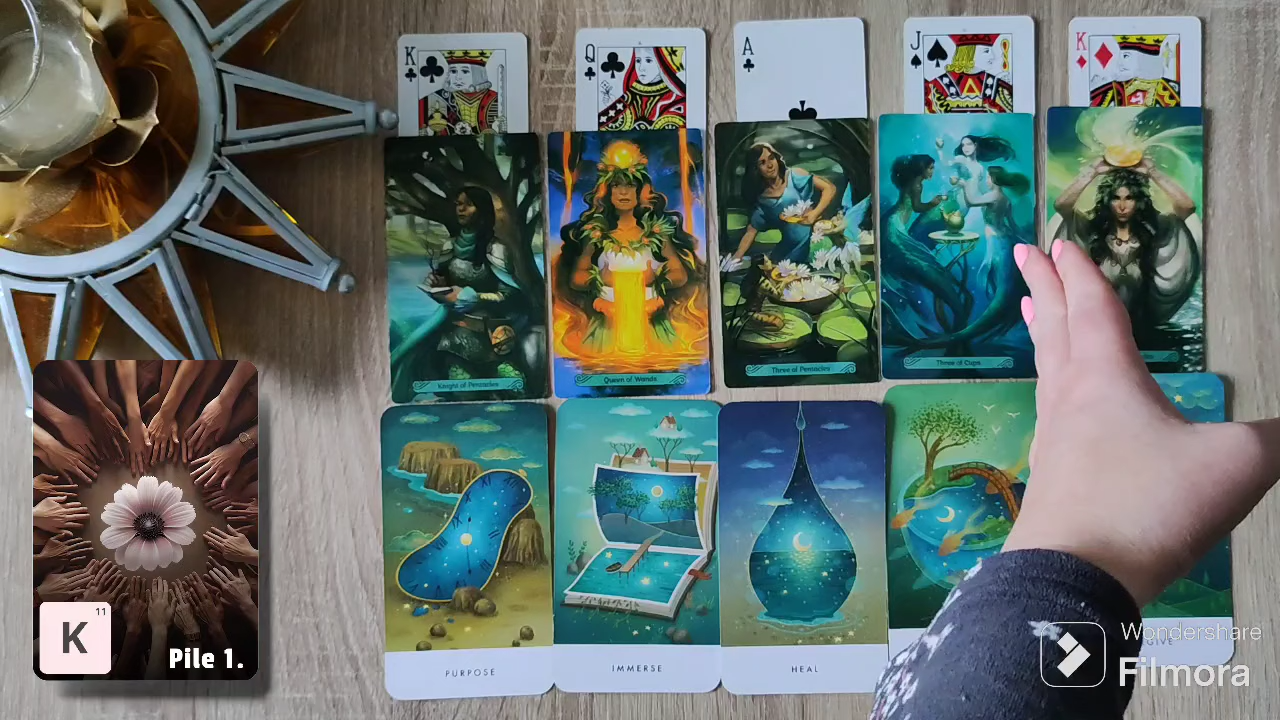 K
Q
A
J
K
Knight of Pentacles
Queen of Wands
Three of Pentacles
Three of Cups
PURPOSE
IMMERSE
HEAL
11
K
Pile 1.
Wondershare
Filmora